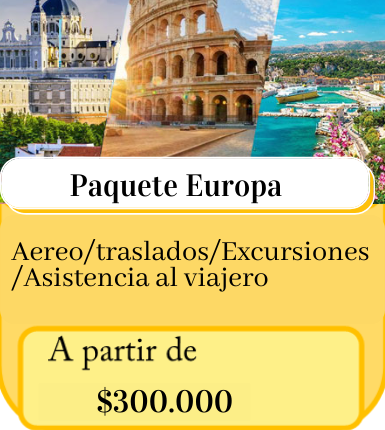 Paquete Europa
Aereo/traslados/Excursiones
/Asistencia al viajero
A partir de
$300.000